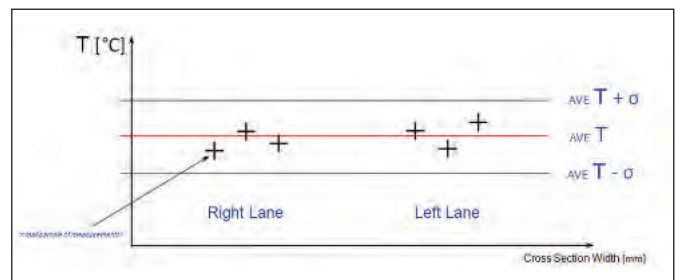 T [°C]
AVE T + σ
AVE T
AVE T - σ
Right Lane
Left Lane
Cross Section Width [mm]